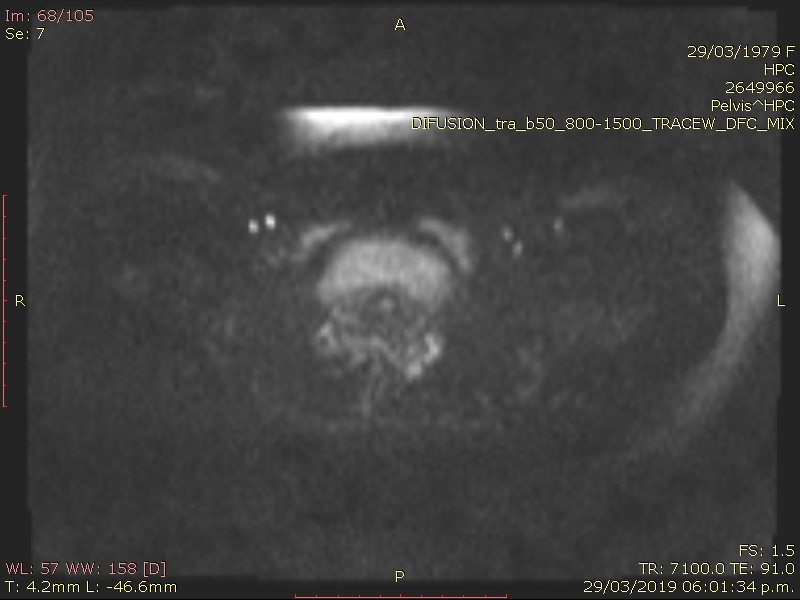 Im: 68/105
Se: 7
A
29/03/1979 F
HPC
2649966
Pelvis^HPC
DIFUSION_tra_b50_800-1500_TRACEW_DFC_MIX
R
L
WL: 57 WW: 158 [D]
T: 4.2mm L: -46.6mm
P
FS: 1.5
TR: 7100.0 TE: 91.0
29/03/2019 06:01:34 p.m.